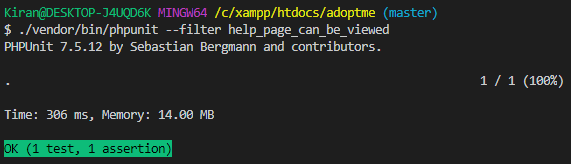 Kiran@DESKTOP-J4UQD6K MINGW64 /c/xampp/htdocs/adoptme (master)
$ ./vendor/bin/phpunit --filter help_page_can_be_viewed
PHPUnit 7.5.12 by Sebastian Bergmann and contributors.
. 1 / 1 (100%)
Time: 306 ms, Memory: 14.00 MB
OK (1 test, 1 assertion)